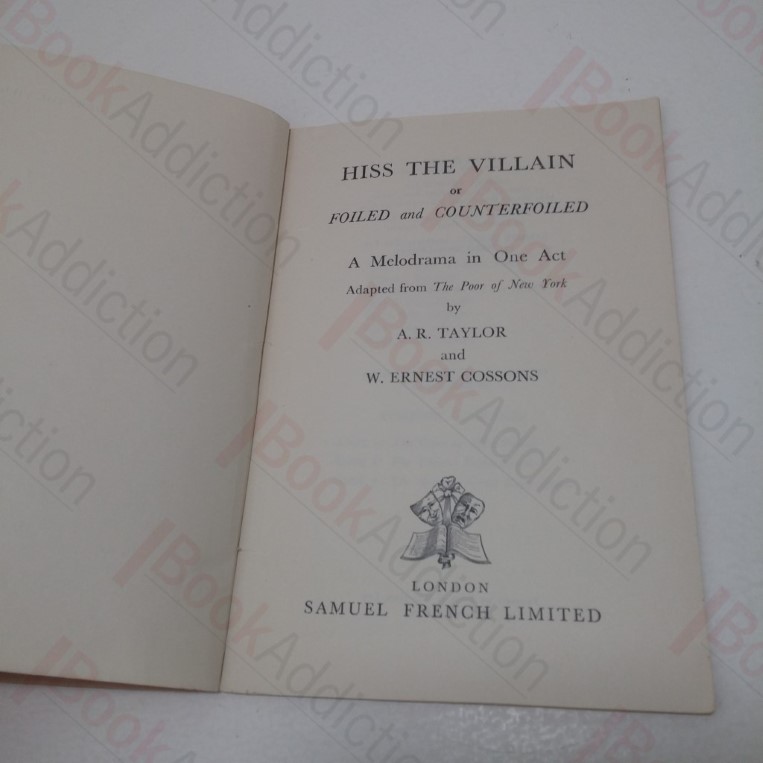 HISS THE VILLAIN
or
FOILED and COUNTERFOILED
A Melodrama in One Act
Adapted from The Poor of New York
by
A. R. TAYLOR
and
W. ERNEST COSSONS
LONDON
SAMUEL FRENCH LIMITED
BookAddiction